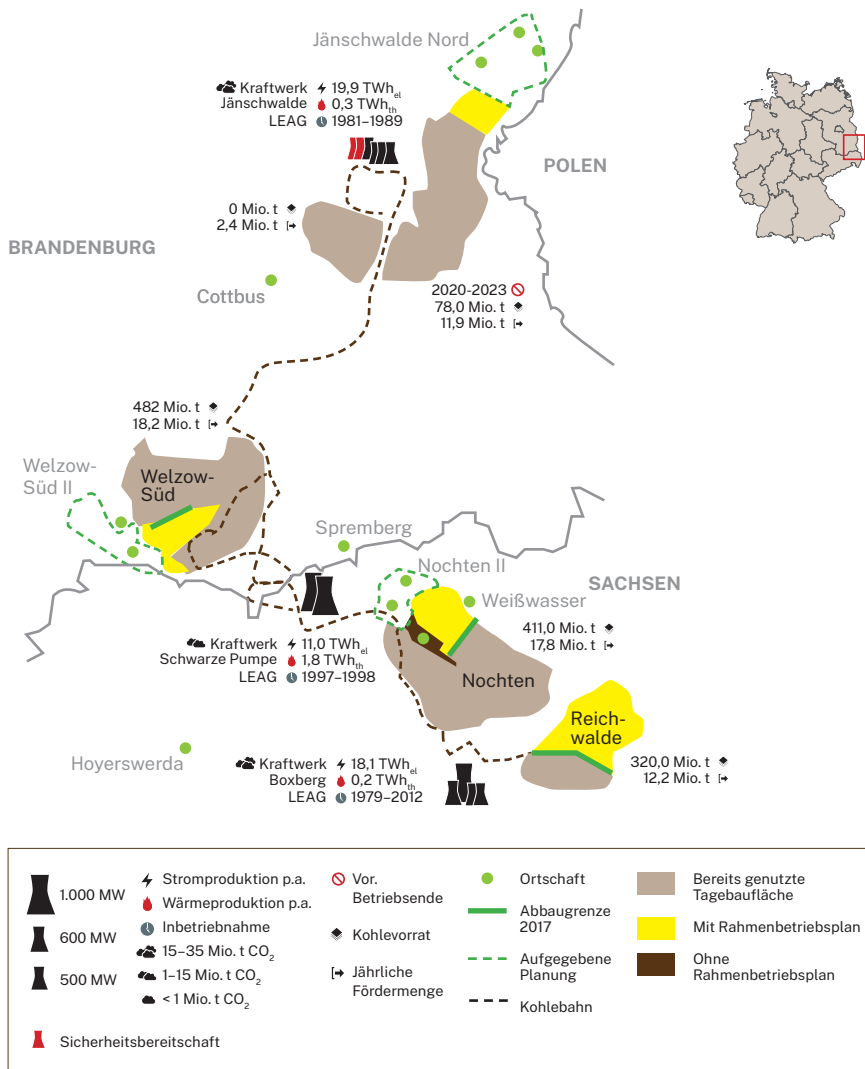 Jänschwalde Nord
Kraftwerk 19,9 TWhel
Jänschwalde 0,3 TWhth
LEAG 1981–1989
POLEN
0 Mio. t
2,4 Mio. t
BRANDENBURG
Cottbus
2020-2023
78,0 Mio. t
11,9 Mio. t
482 Mio. t
18,2 Mio. t
Welzow-
Süd II
Welzow-
Süd
Spremberg
Nochten II
SACHSEN
Weißwasser
411,0 Mio. t
17,8 Mio. t
Kraftwerk 11,0 TWhel
Schwarze Pumpe 1,8 TWhth
LEAG 1997–1998
Nochten
Reich-
walde
Hoyerswerda
Kraftwerk 18,1 TWhel
Boxberg 0,2 TWhth
LEAG 1979–2012
320,0 Mio. t
12,2 Mio. t
1.000 MW
600 MW
500 MW
Sicherheitsbereitschaft
Stromproduktion p.a.
Wärmeproduktion p.a.
Inbetriebnahme
15–35 Mio. t CO2
1–15 Mio. t CO2
< 1 Mio. t CO2
Vor.
Betriebsende
Kohlevorrat
Jährliche
Fördermenge
Ortschaft
Abbaugrenze
2017
Aufgegebene
Planung
Kohlebahn
Bereits genutzte
Tagebaufläche
Mit Rahmenbetriebsplan
Ohne
Rahmenbetriebsplan